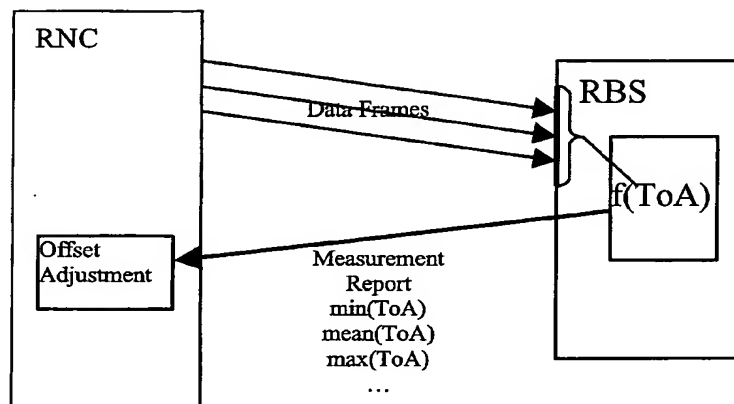 RNC
RBS
Data Frames
f(ToA)
Offset
Adjustment
Measurement
Report
min(ToA)
mean(ToA)
max(ToA)
...